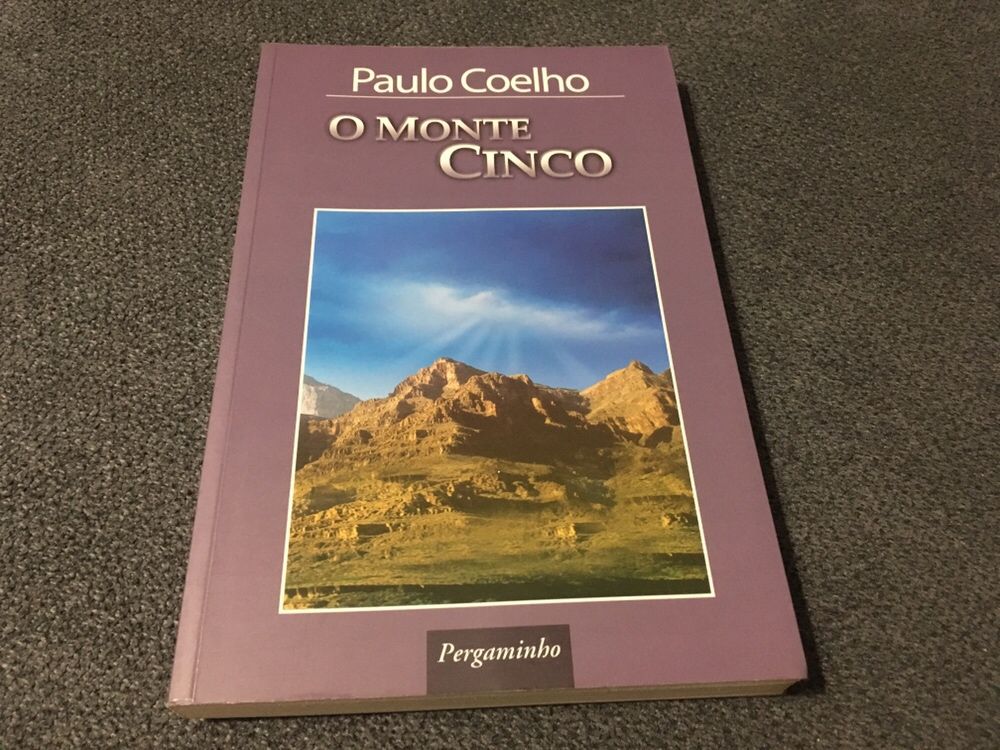 Paulo Coelho
O MONTE
CINCO
Pergaminho